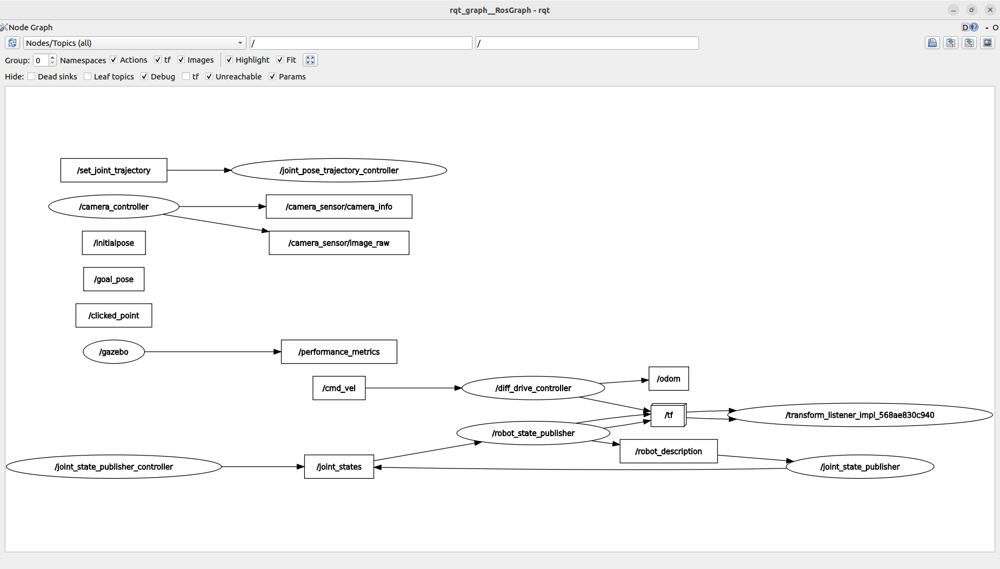 rqt_graph__RosGraph - rqt
Node Graph
D ? - O
Nodes/Topics (all) / /
Group: 0 Namespaces Actions tf Images Highlight Fit
Hide: Dead sinks Leaf topics Debug tf Unreachable Params
/set_joint_trajectory /joint_pose_trajectory_controller
/camera_controller /camera_sensor/camera_info
/initialpose /camera_sensor/image_raw
/goal_pose
/clicked_point
/gazebo /performance_metrics
/odom
/cmd_vel /diff_drive_controller
/tf /transform_listener_impl_568ae830c940
/robot_state_publisher
/robot_description
/joint_state_publisher_controller /joint_states /joint_state_publisher